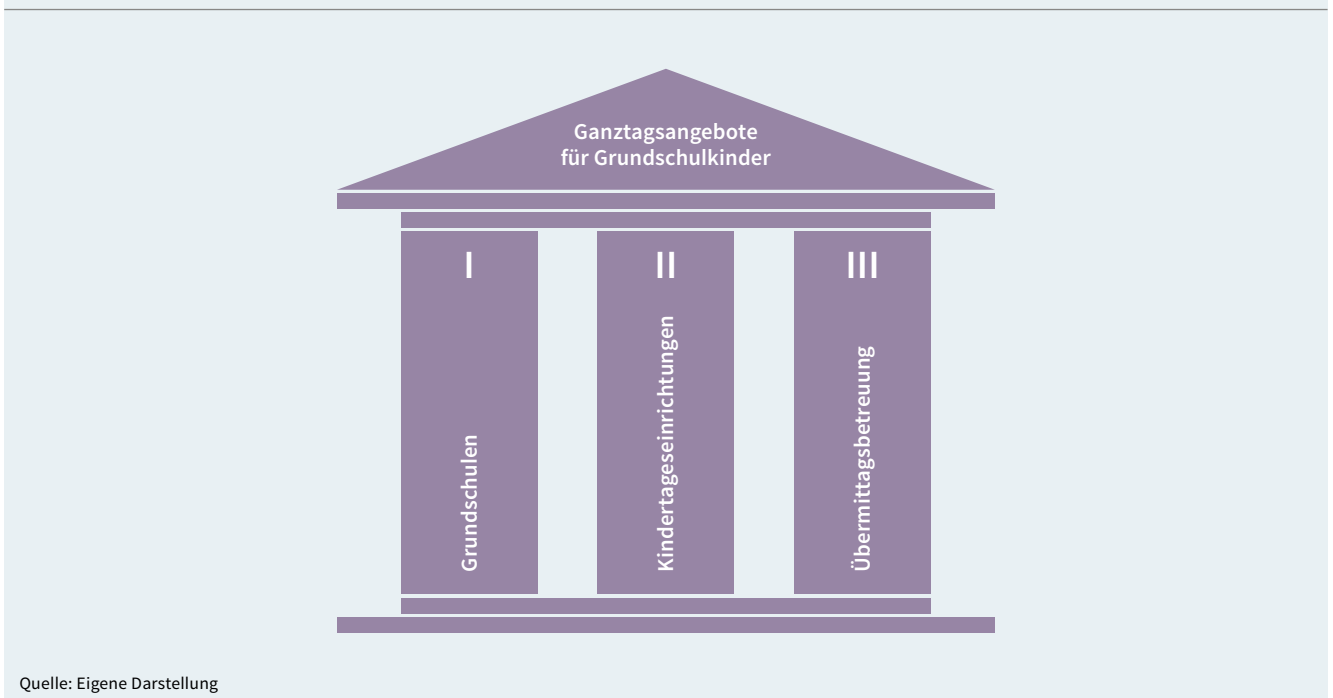 Ganztagsangebote
für Grundschulkinder
I
II
III
Grundschulen
Kindertageseinrichtungen
Übermittagsbetreuung
Quelle: Eigene Darstellung